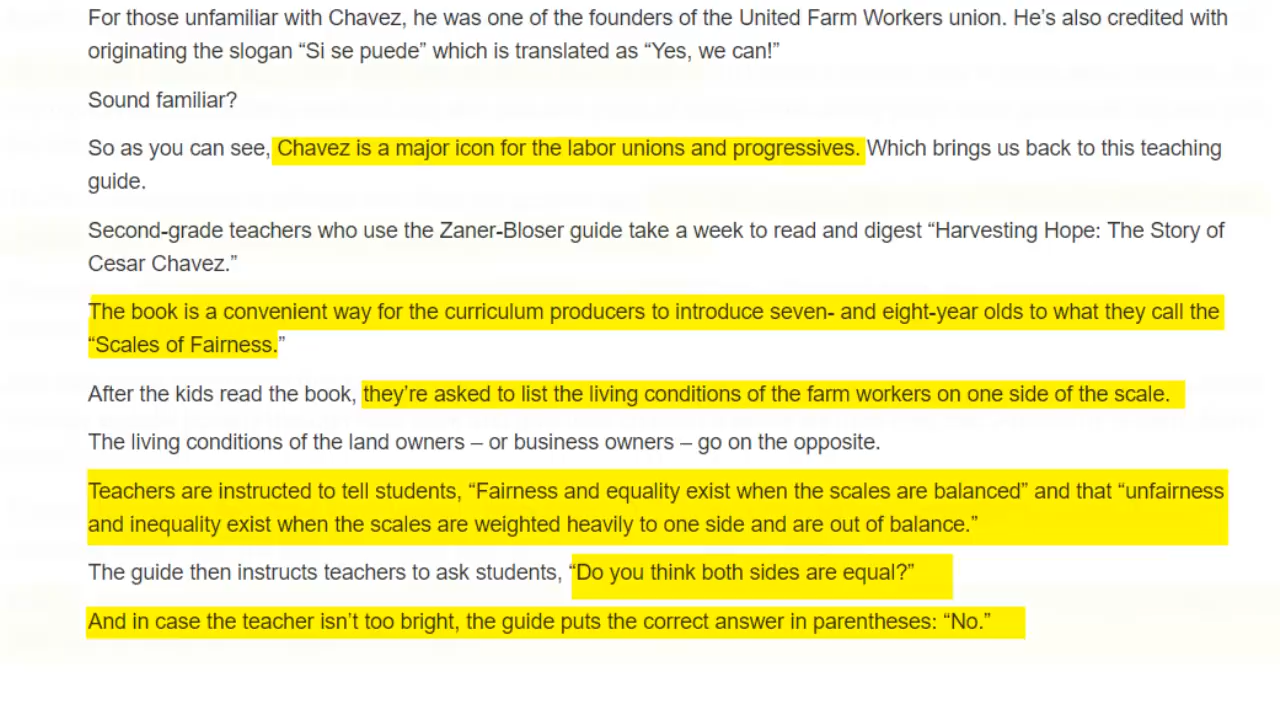 For those unfamiliar with Chavez, he was one of the founders of the United Farm Workers union. He’s also credited with
originating the slogan “Si se puede” which is translated as “Yes, we can!”
Sound familiar?
So as you can see, Chavez is a major icon for the labor unions and progressives. Which brings us back to this teaching
guide.
Second-grade teachers who use the Zaner-Bloser guide take a week to read and digest “Harvesting Hope: The Story of
Cesar Chavez.”
The book is a convenient way for the curriculum producers to introduce seven- and eight-year olds to what they call the
“Scales of Fairness.”
After the kids read the book, they’re asked to list the living conditions of the farm workers on one side of the scale.
The living conditions of the land owners – or business owners – go on the opposite.
Teachers are instructed to tell students, “Fairness and equality exist when the scales are balanced” and that “unfairness
and inequality exist when the scales are weighted heavily to one side and are out of balance.”
The guide then instructs teachers to ask students, “Do you think both sides are equal?”
And in case the teacher isn’t too bright, the guide puts the correct answer in parentheses: “No.”